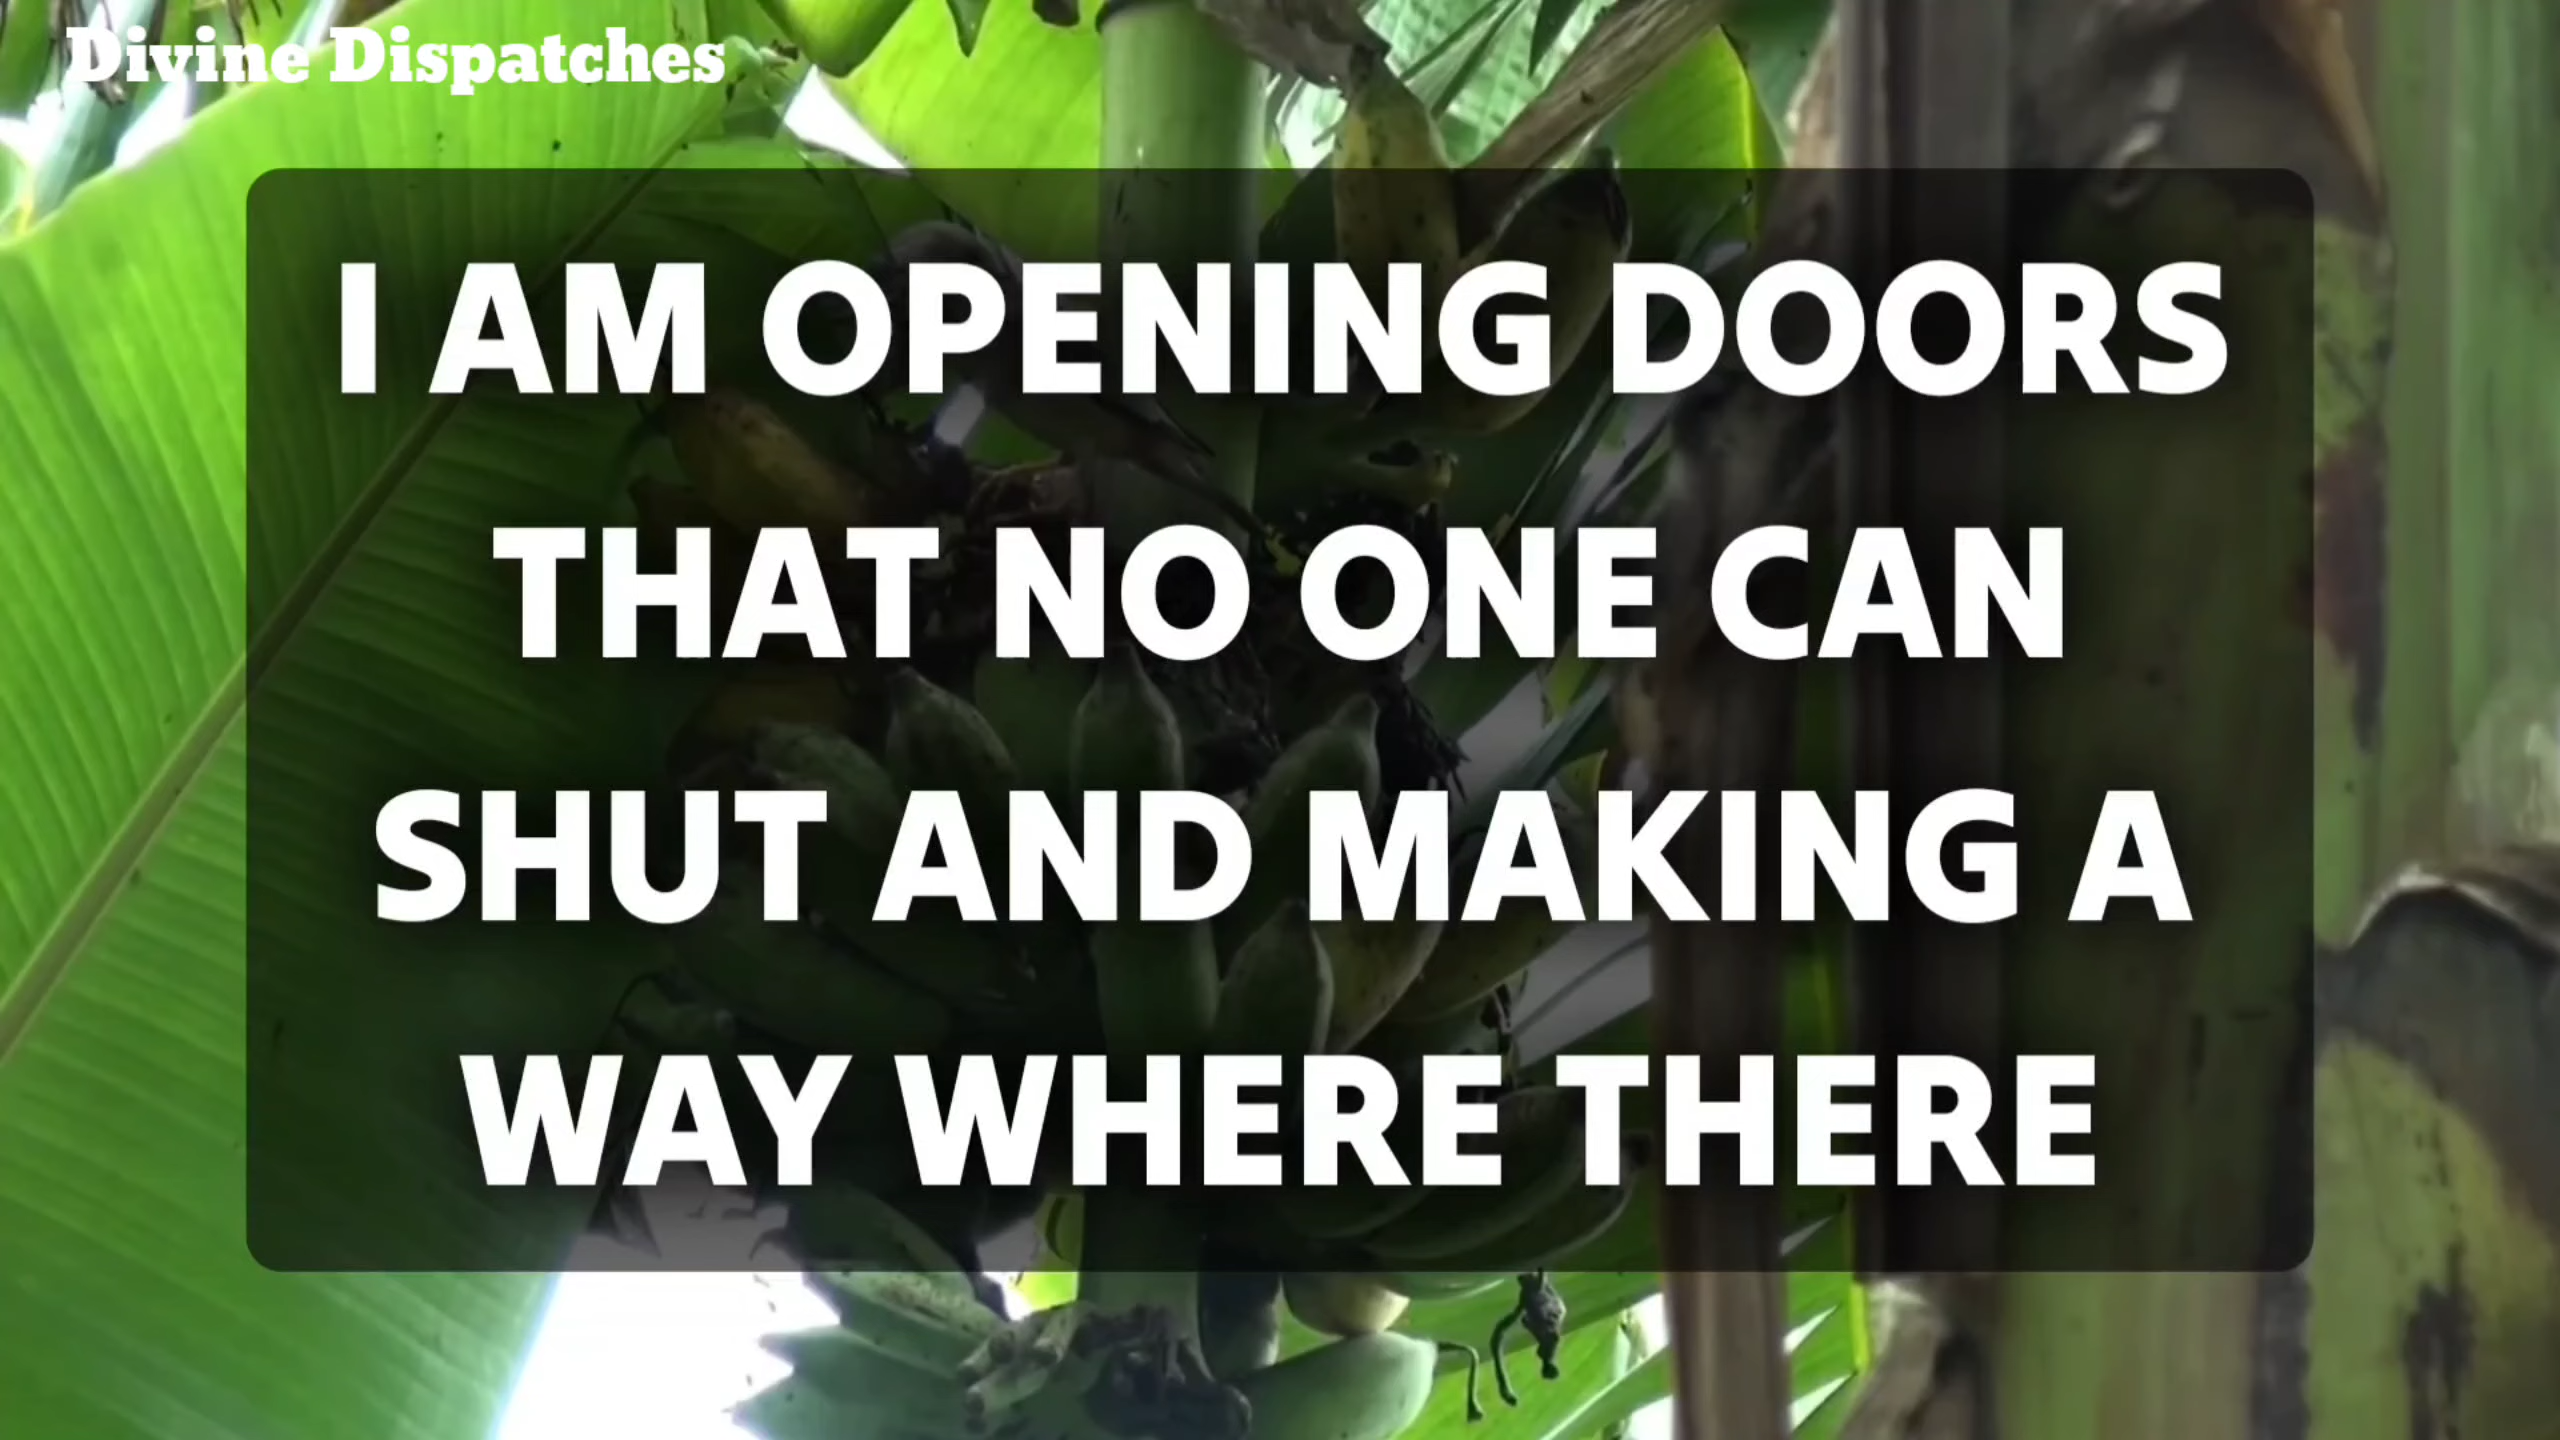 Divine Dispatches
I AM OPENING DOORS
THAT NO ONE CAN
SHUT AND MAKING A
WAY WHERE THERE